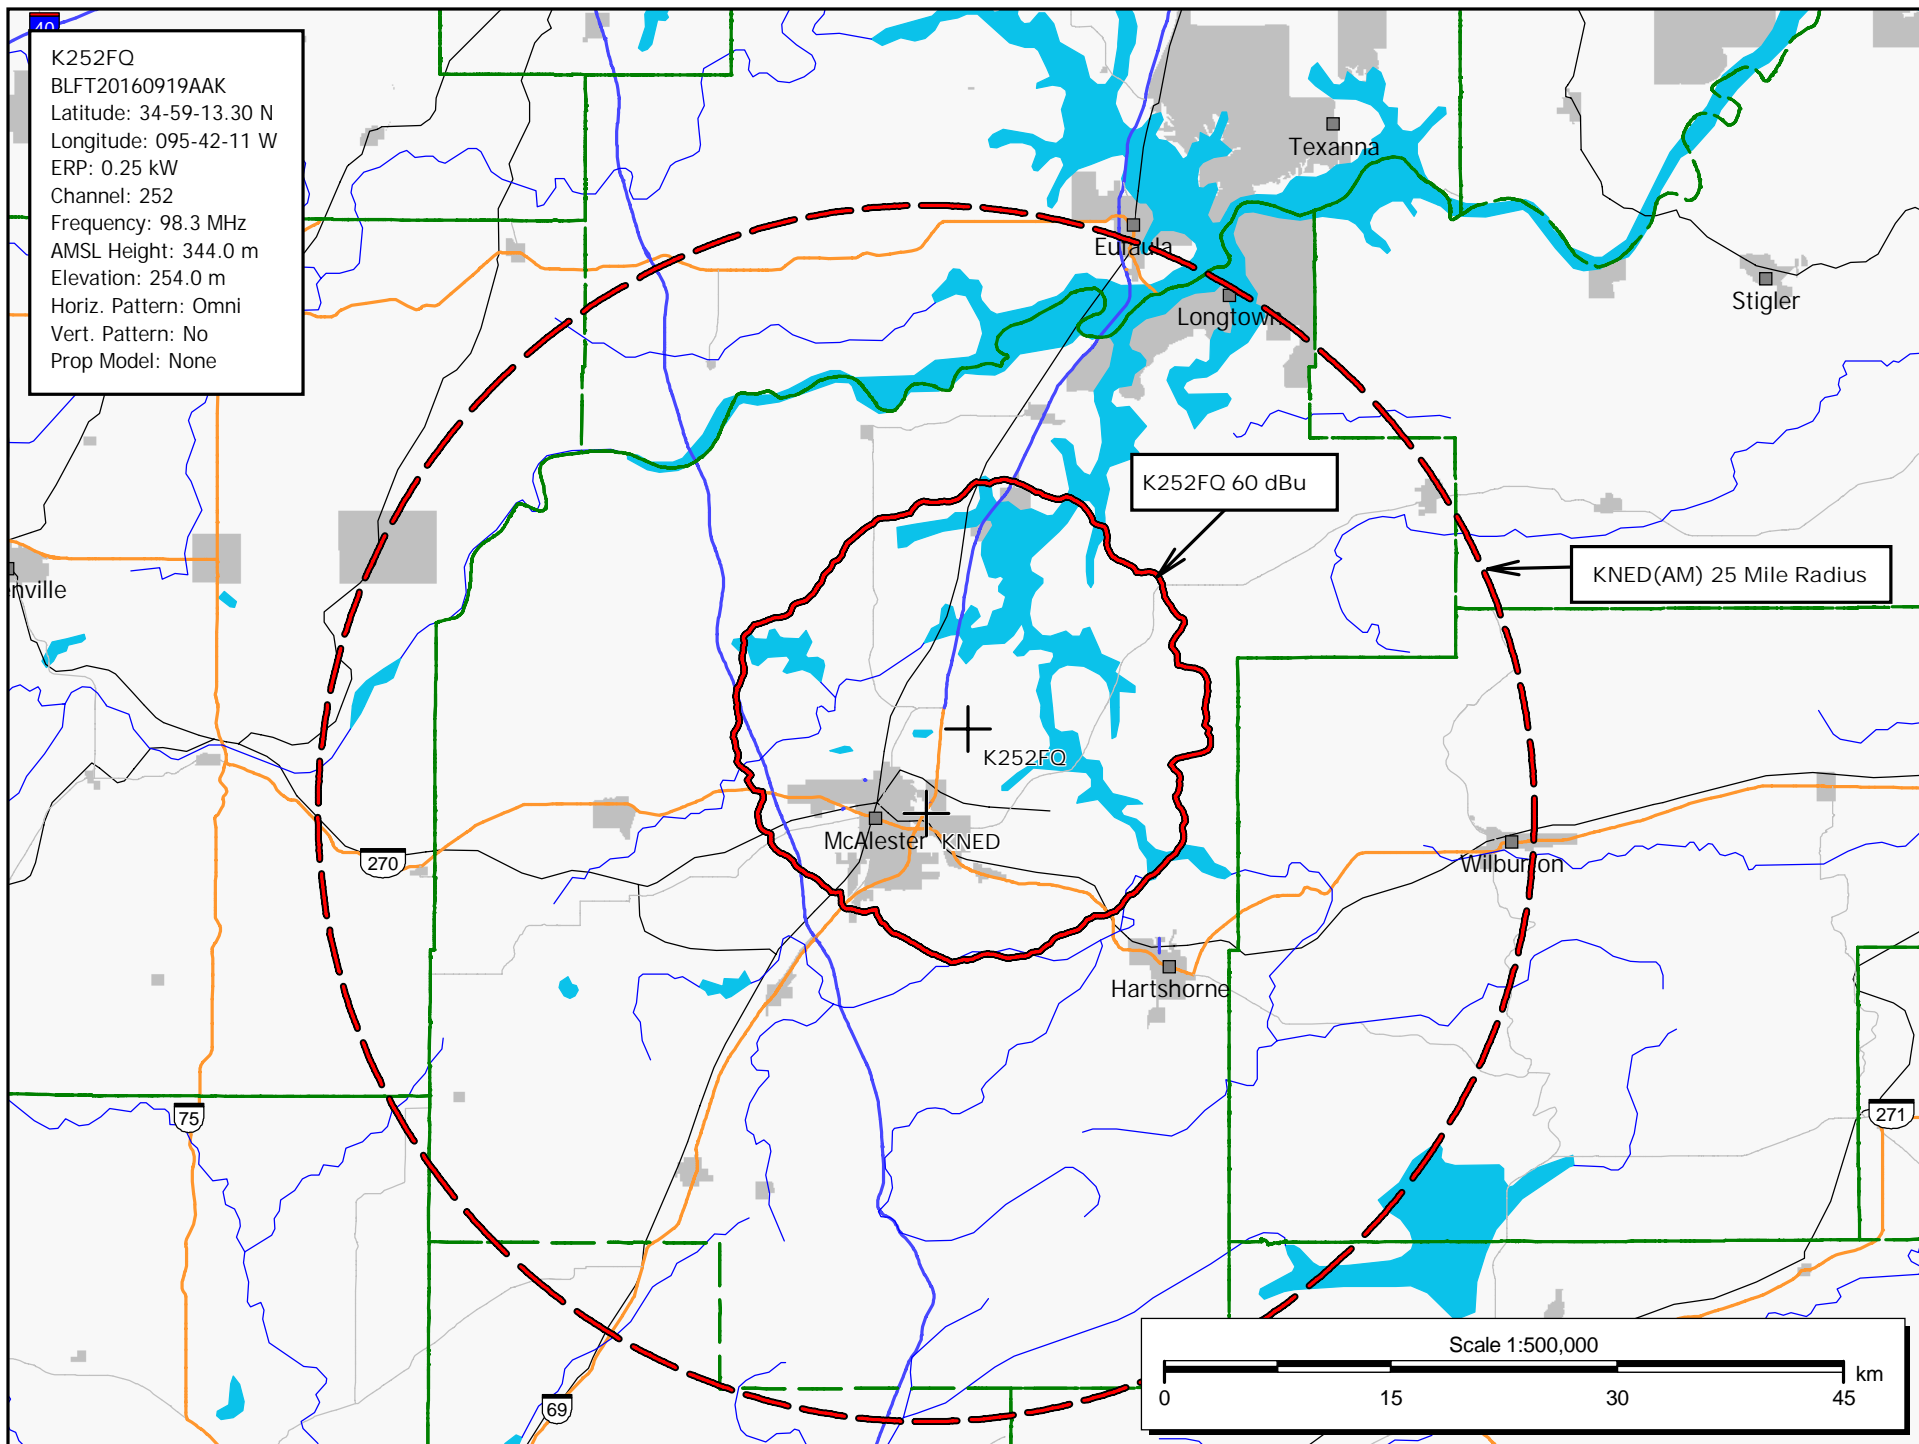 40
K252FQ
BLFT20160919AAK
Latitude: 34-59-13.30 N
Longitude: 095-42-11 W
ERP: 0.25 kW
Channel: 252
Frequency: 98.3 MHz
AMSL Height: 344.0 m
Elevation: 254.0 m
Horiz. Pattern: Omni
Vert. Pattern: No
Prop Model: None
Texanna
Eufaula
Longtown
Stigler
K252FQ 60 dBu
KNED(AM) 25 Mile Radius
enville
K252FQ
McAlester
KNED
270
Wilburton
Hartshorne
75
271
69
Scale 1:500,000
km
0 15 30 45